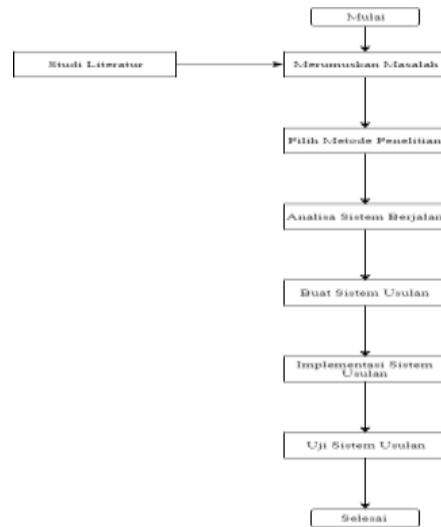 Mulai
Studi Literatur
Merumuskan Masalah
Pilih Metode Penelitian
Analisa Sistem Berjalan
Buat Sistem Usulan
Implementasi Sistem
Usulan
Uji Sistem Usulan
Selesai